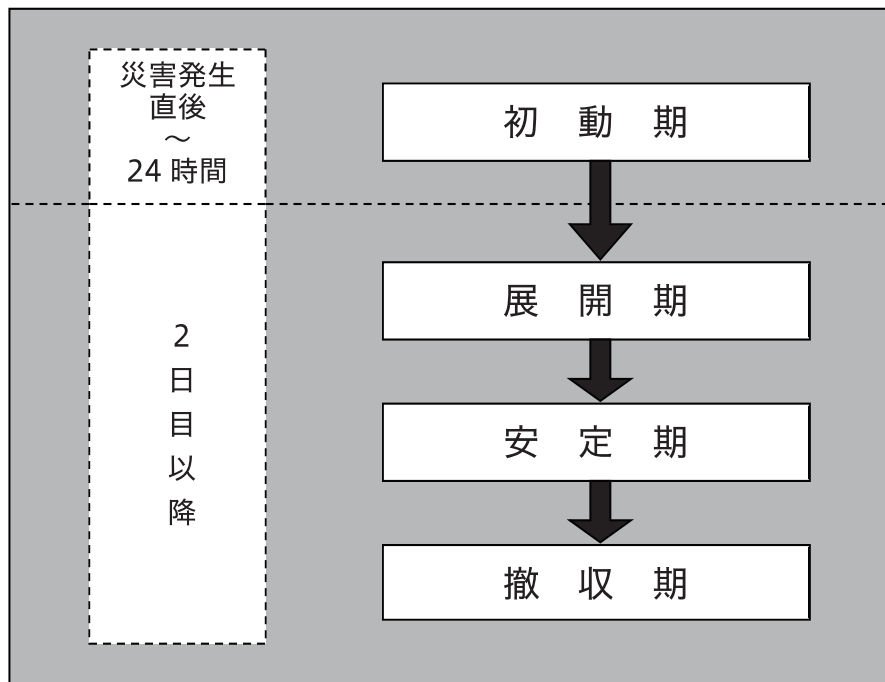 災害発生
直後
～
24 時間
初 動 期
2
日
目
以
降
展 開 期
安 定 期
撤 収 期